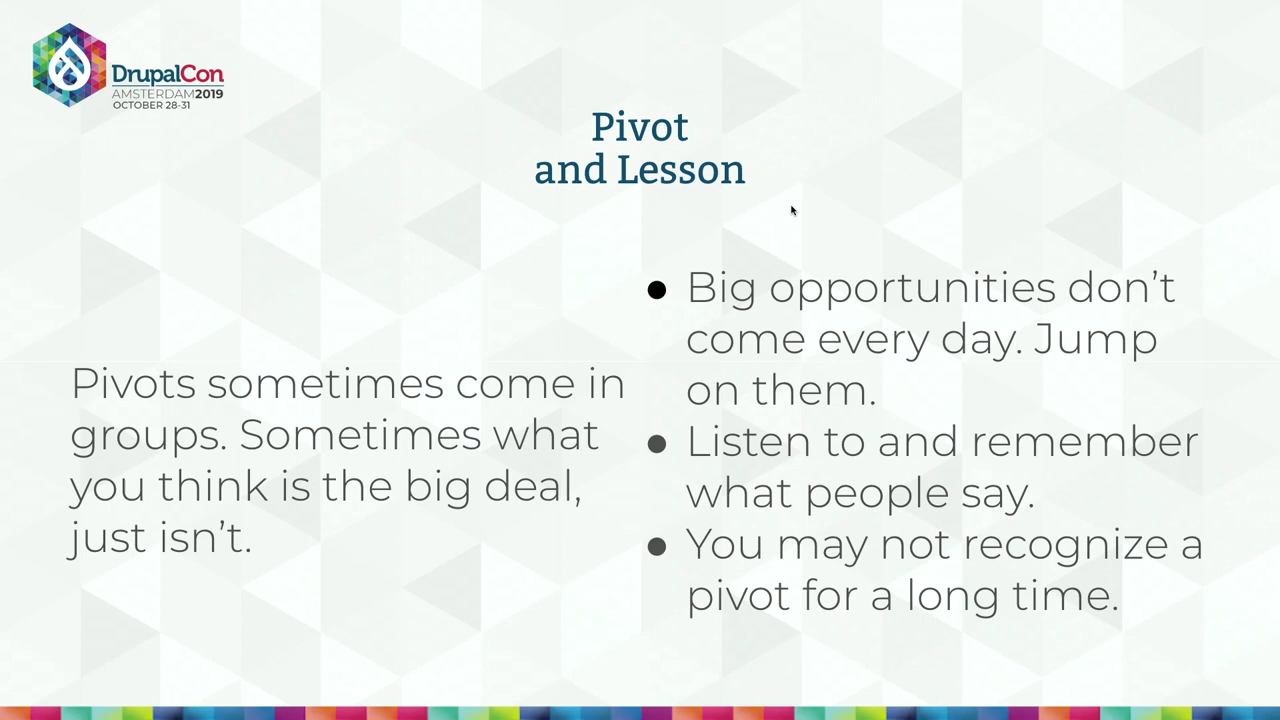 DrupalCon
AMSTERDAM2019
OCTOBER 28-31
Pivot
and Lesson
Pivots sometimes come in
groups. Sometimes what
you think is the big deal,
just isn’t.
● Big opportunities don’t
come every day. Jump
on them.
● Listen to and remember
what people say.
● You may not recognize a
pivot for a long time.